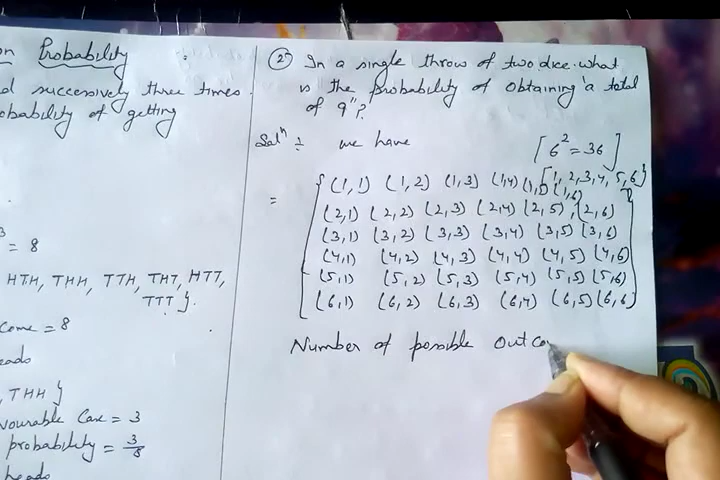 on Probability
d successively three times.
obability of getting
3
= 8
HTH, THH, TTH, THT, HTT,
TTT }.
Come = 8
eads
, THH }
vourable Case = 3
probability = 3/8
heads
② In a single throw of two dice what
is the probability of obtaining "a total
of 9"?
Solⁿ ÷ we have [6² = 36]
[1, 2, 3, 4, 5, 6}
= { (1,1) (1,2) (1,3) (1,4) (1,5) (1,6)
(2,1) (2,2) (2,3) (2,4) (2,5), (2,6)
(3,1) (3,2) (3,3) (3,4) (3,5) (3,6)
(4,1) (4,2) (4,3) (4,4) (4,5) (4,6)
(5,1) (5,2) (5,3) (5,4) (5,5) (5,6)
(6,1) (6,2) (6,3) (6,4) (6,5) (6,6)
Number of possible Outco